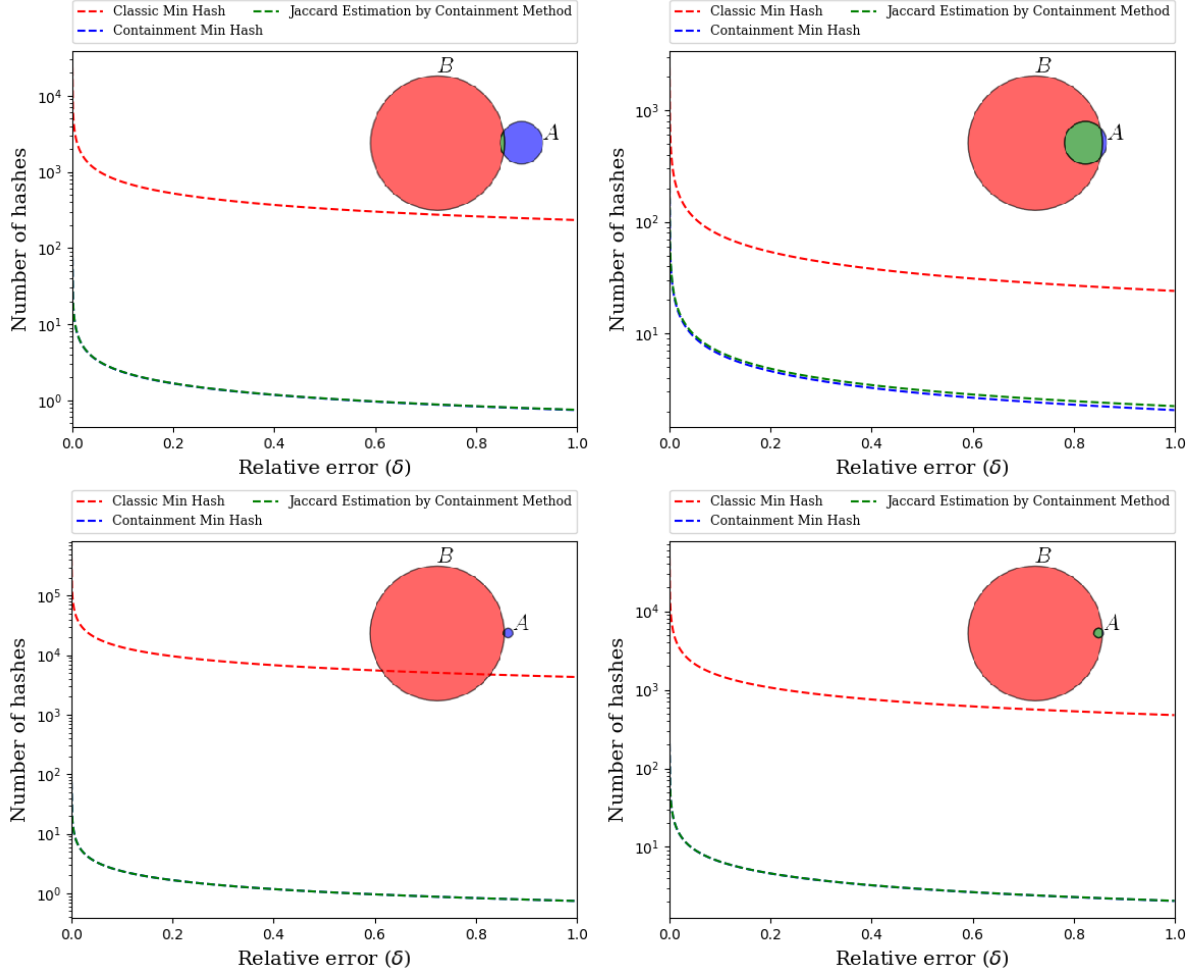 Classic Min Hash Jaccard Estimation by Containment Method
Containment Min Hash
B
A
10^4
10^3
10^2
10^1
10^0
Number of hashes
0.0 0.2 0.4 0.6 0.8 1.0
Relative error (δ)
Classic Min Hash Jaccard Estimation by Containment Method
Containment Min Hash
B
A
10^3
10^2
10^1
Number of hashes
0.0 0.2 0.4 0.6 0.8 1.0
Relative error (δ)
Classic Min Hash Jaccard Estimation by Containment Method
Containment Min Hash
B
A
10^5
10^4
10^3
10^2
10^1
10^0
Number of hashes
0.0 0.2 0.4 0.6 0.8 1.0
Relative error (δ)
Classic Min Hash Jaccard Estimation by Containment Method
Containment Min Hash
B
A
10^4
10^3
10^2
10^1
Number of hashes
0.0 0.2 0.4 0.6 0.8 1.0
Relative error (δ)